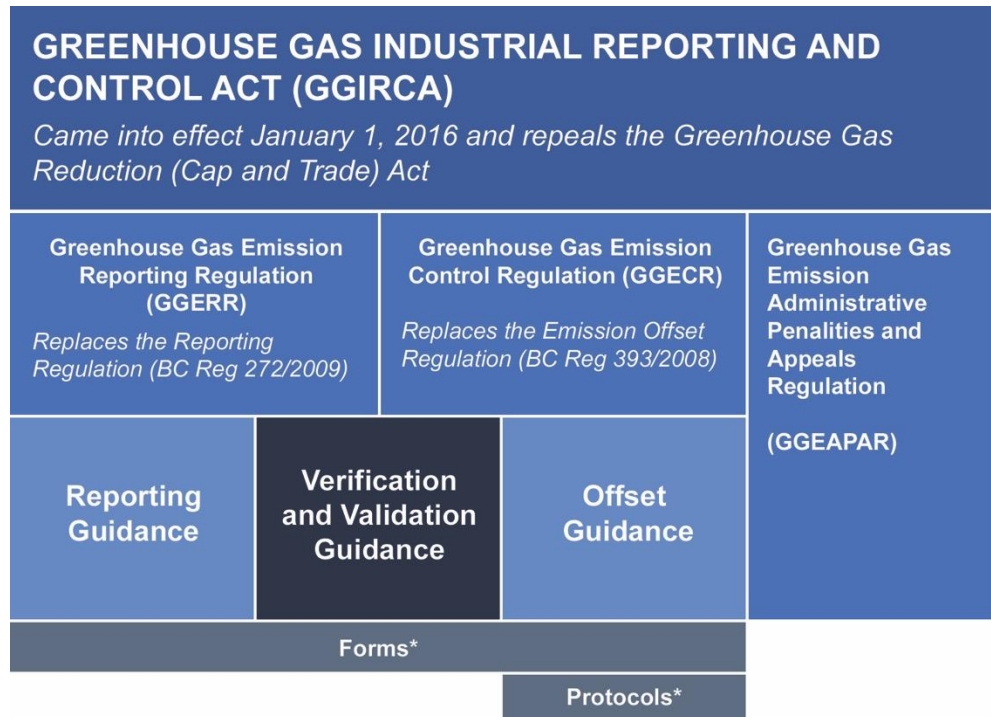 GREENHOUSE GAS INDUSTRIAL REPORTING AND
CONTROL ACT (GGIRCA)
Came into effect January 1, 2016 and repeals the Greenhouse Gas
Reduction (Cap and Trade) Act
Greenhouse Gas Emission
Reporting Regulation
(GGERR)
Replaces the Reporting
Regulation (BC Reg 272/2009)
Greenhouse Gas Emission
Control Regulation (GGECR)
Replaces the Emission Offset
Regulation (BC Reg 393/2008)
Greenhouse Gas
Emission
Administrative
Penalities and
Appeals
Regulation
(GGEAPAR)
Reporting
Guidance
Verification
and Validation
Guidance
Offset
Guidance
Forms*
Protocols*